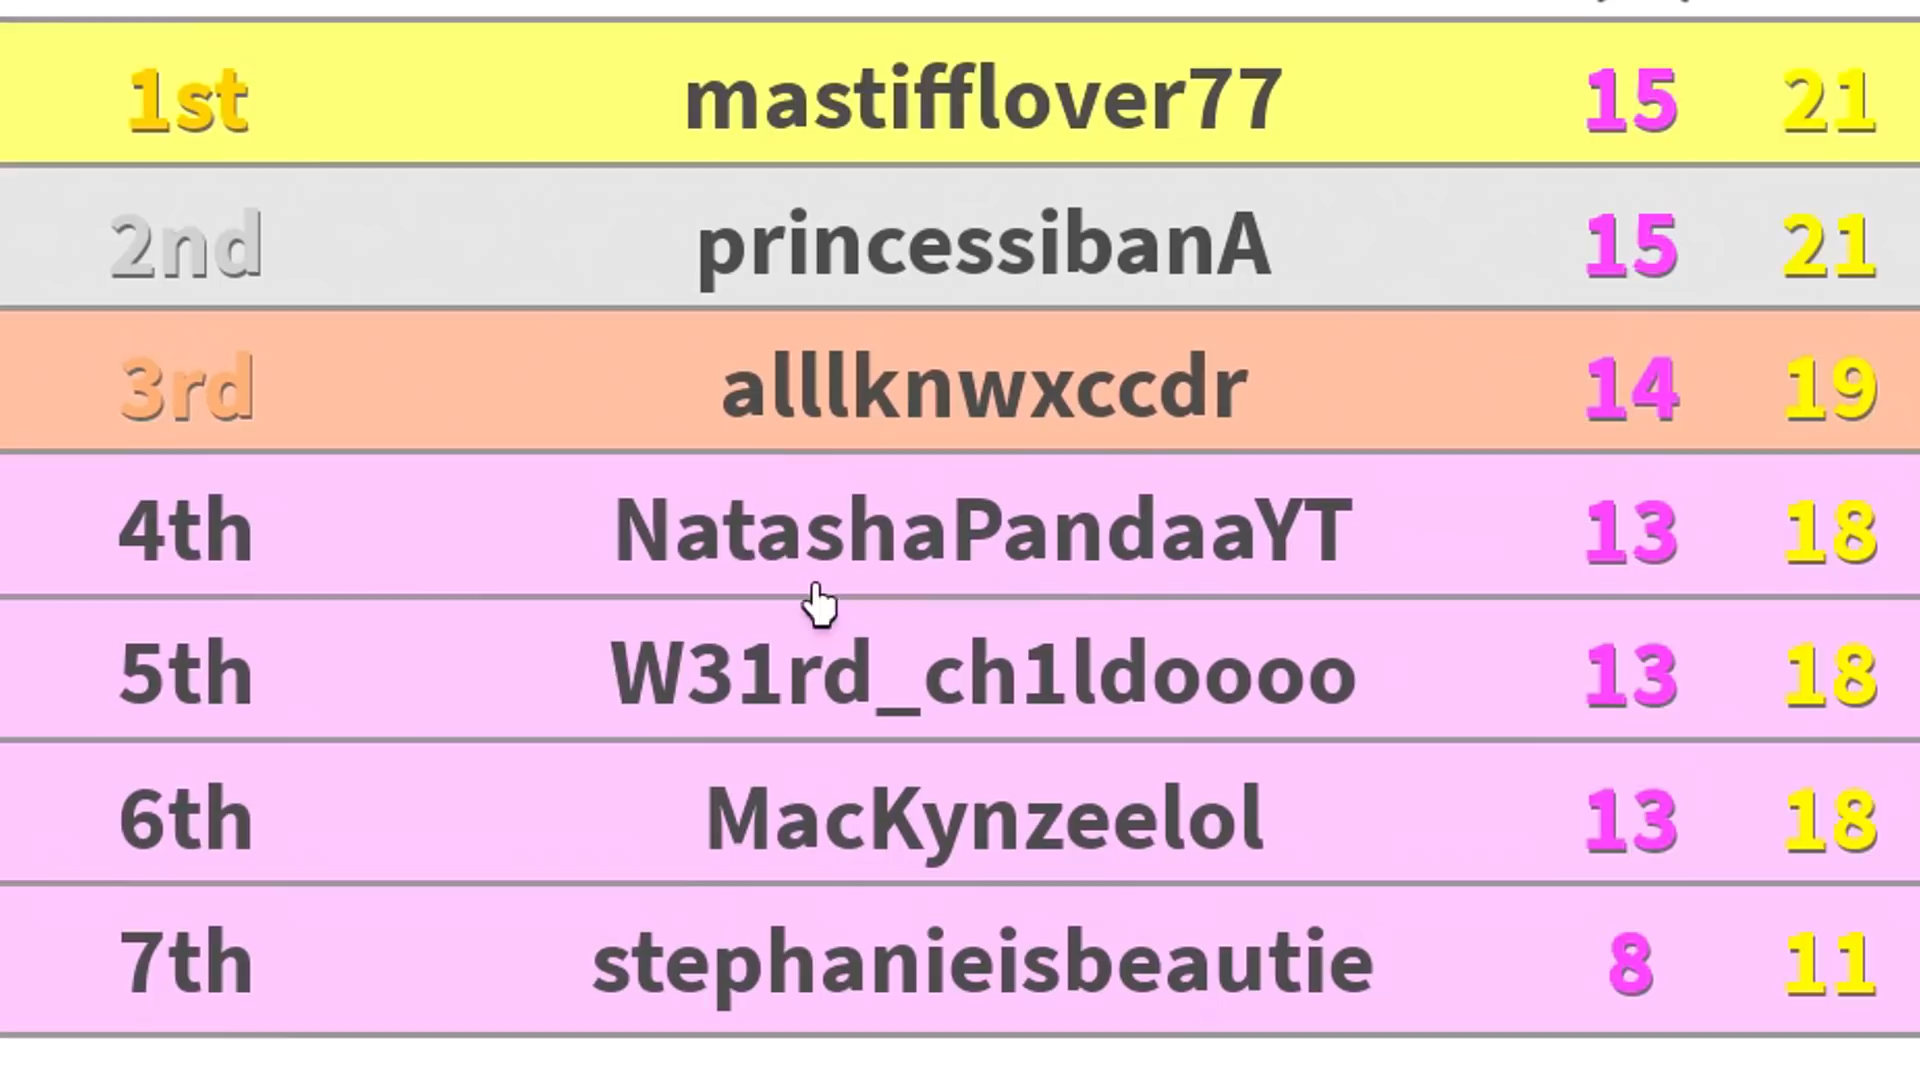 1st mastifflover77 15 21
2nd princessibanA 15 21
3rd alllknwxccdr 14 19
4th NatashaPandaaYT 13 18
5th W31rd_ch1ldoooo 13 18
6th MacKynzeelol 13 18
7th stephanieisbeautie 8 11